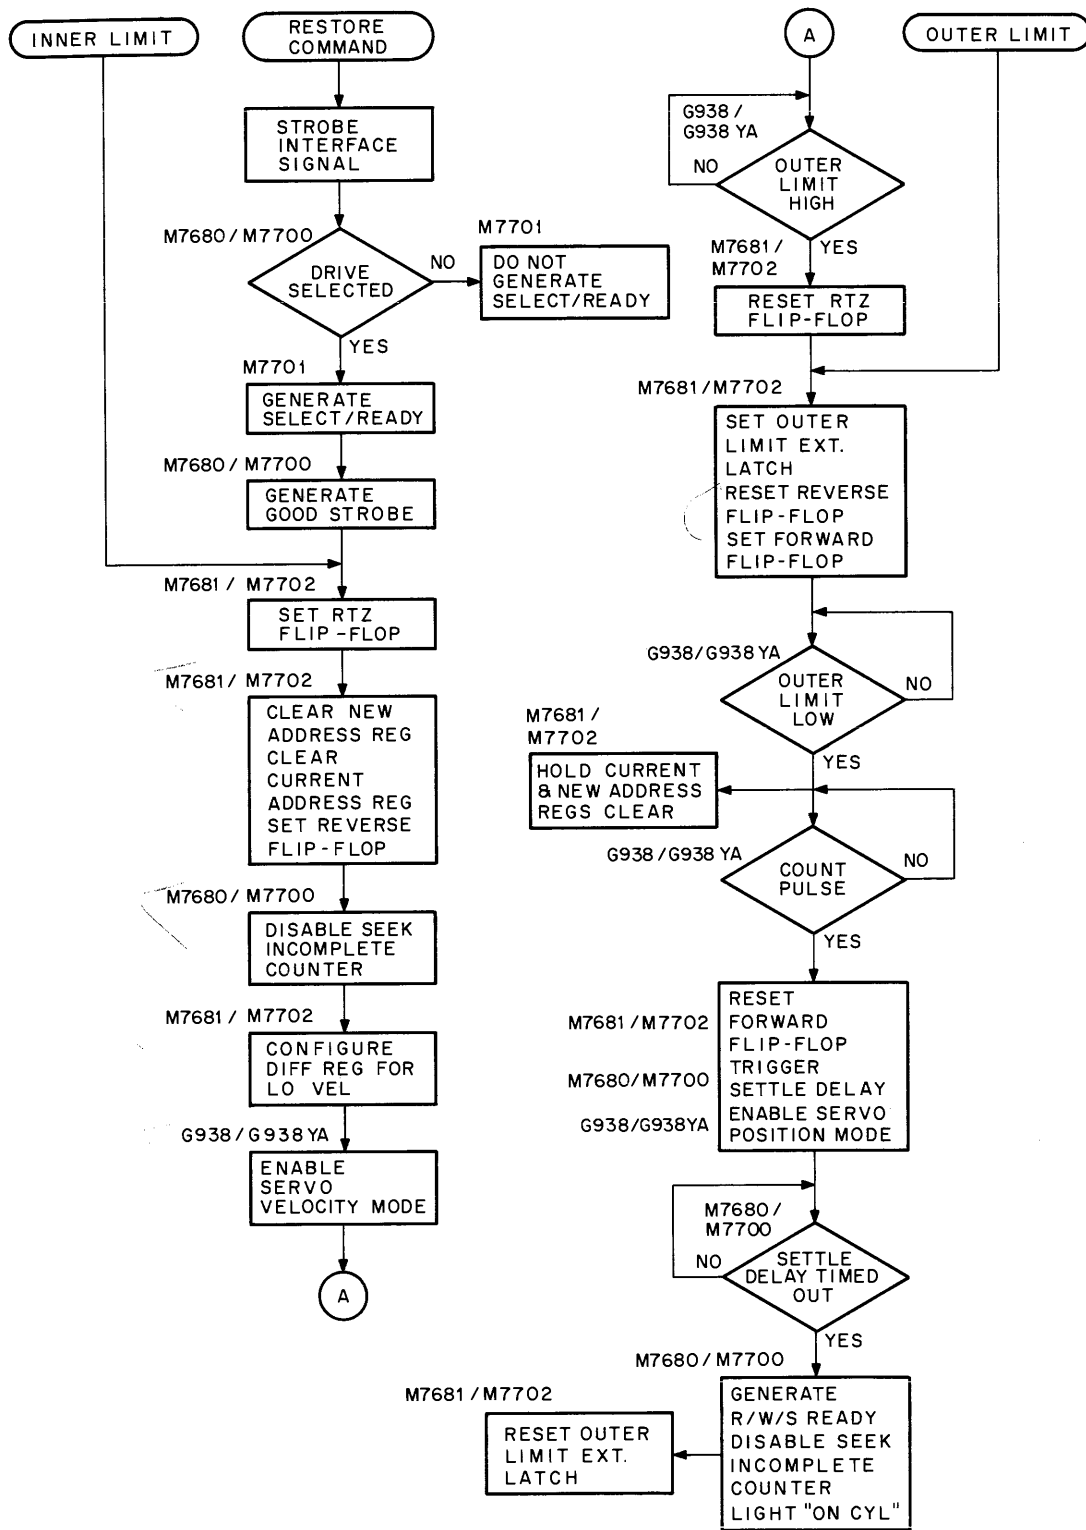 INNER LIMIT
RESTORE
COMMAND
STROBE
INTERFACE
SIGNAL
M7680/M7700
DRIVE
SELECTED
NO
M7701
DO NOT
GENERATE
SELECT/READY
YES
M7701
GENERATE
SELECT/READY
M7680/M7700
GENERATE
GOOD STROBE
M7681/ M7702
SET RTZ
FLIP-FLOP
M7681/ M7702
CLEAR NEW
ADDRESS REG
CLEAR
CURRENT
ADDRESS REG
SET REVERSE
FLIP-FLOP
M7680/M7700
DISABLE SEEK
INCOMPLETE
COUNTER
M7681/ M7702
CONFIGURE
DIFF REG FOR
LO VEL
G938/G938YA
ENABLE
SERVO
VELOCITY MODE
A
A
OUTER LIMIT
G938/
G938YA
NO
OUTER
LIMIT
HIGH
YES
M7681/
M7702
RESET RTZ
FLIP-FLOP
M7681/M7702
SET OUTER
LIMIT EXT.
LATCH
RESET REVERSE
FLIP-FLOP
SET FORWARD
FLIP-FLOP
G938/G938YA
OUTER
LIMIT
LOW
NO
YES
M7681/
M7702
HOLD CURRENT
& NEW ADDRESS
REGS CLEAR
G938/G938YA
COUNT
PULSE
NO
YES
RESET
M7681/M7702 FORWARD
FLIP-FLOP
TRIGGER
M7680/M7700 SETTLE DELAY
G938/G938YA ENABLE SERVO
POSITION MODE
M7680/
M7700
NO
SETTLE
DELAY TIMED
OUT
YES
M7680/M7700
GENERATE
R/W/S READY
DISABLE SEEK
INCOMPLETE
COUNTER
LIGHT "ON CYL"
M7681/M7702
RESET OUTER
LIMIT EXT.
LATCH